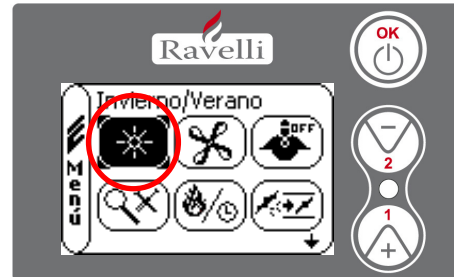 Ravelli
OK
Invierno/Verano
OFF
Menú
−
2
1
+